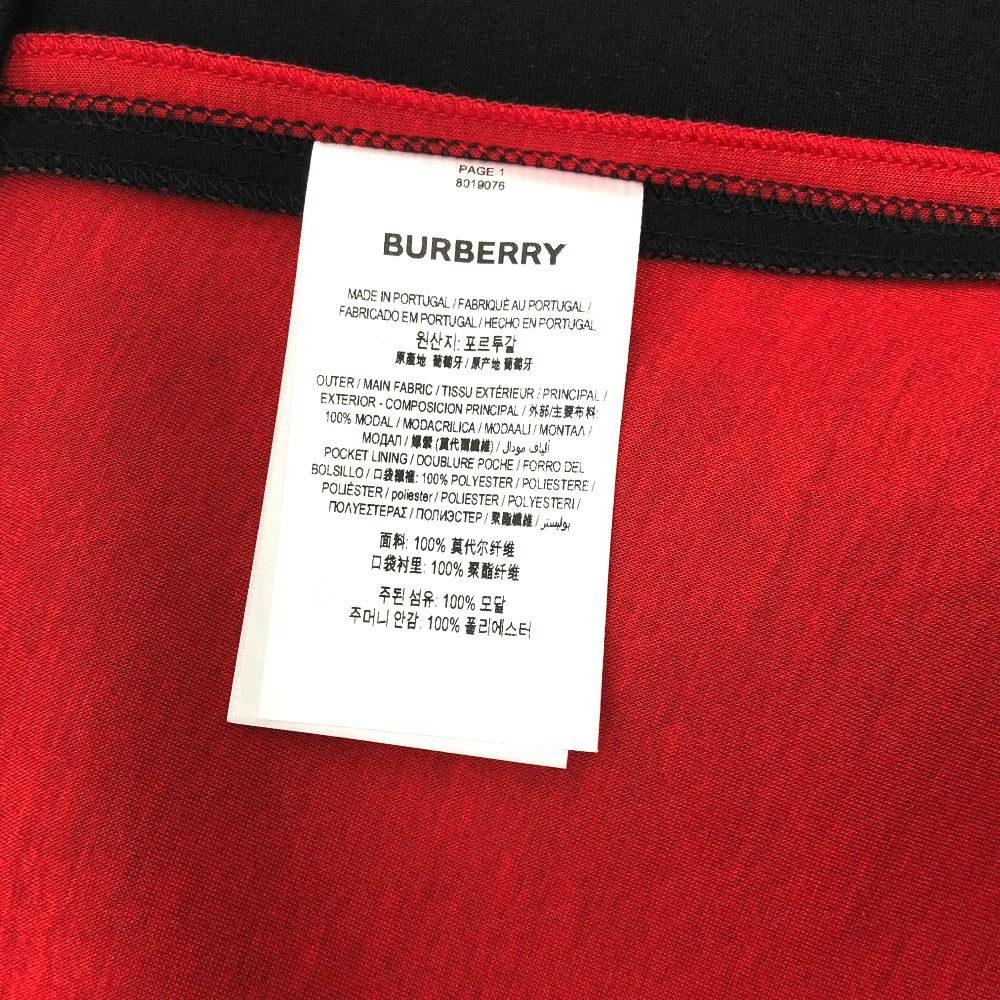 PAGE 1
8019076
BURBERRY
MADE IN PORTUGAL / FABRIQUÉ AU PORTUGAL /
FABRICADO EM PORTUGAL / HECHO EN PORTUGAL
원산지: 포르투갈
原產地 葡萄牙 / 原产地 葡萄牙
OUTER / MAIN FABRIC / TISSU EXTÉRIEUR / PRINCIPAL /
EXTERIOR - COMPOSICION PRINCIPAL / 外部/主要布料:
100% MODAL / MODACRILICA / MODAALI / ΜΟΝΤΑΛ /
МОДАЛ / 嫘縈 (莫代爾纖維) / ألياف مودال /
POCKET LINING / DOUBLURE POCHE / FORRO DEL
BOLSILLO / 口袋襯裡: 100% POLYESTER / POLIESTERE /
POLIÉSTER / poliester / POLIESTER / POLYESTERI /
ΠΟΛΥΕΣΤΕΡΑΣ / ПОЛИЭСТЕР / 聚酯纖維 / بوليستر
面料: 100% 莫代尔纤维
口袋衬里: 100% 聚酯纤维
주된 섬유: 100% 모달
주머니 안감: 100% 폴리에스터